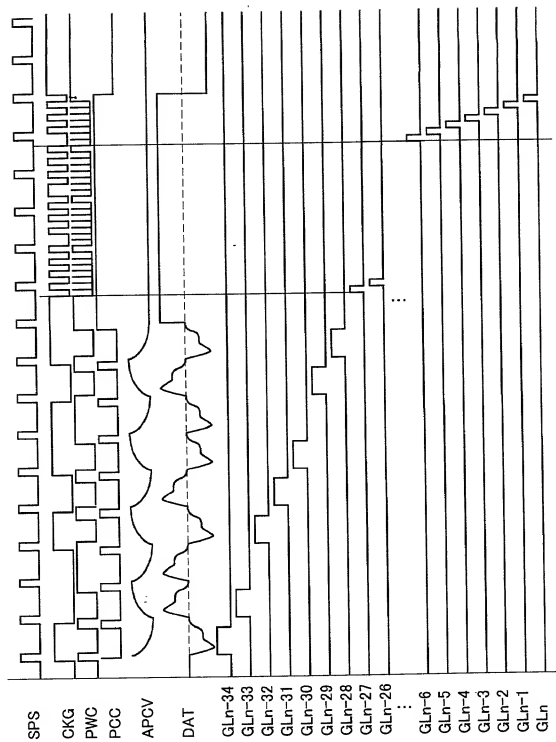 SPS
CKG
PWC
PCC
APCV
DAT
GLn-34
GLn-33
GLn-32
GLn-31
GLn-30
GLn-29
GLn-28
GLn-27
GLn-26
GLn-6
GLn-5
GLn-4
GLn-3
GLn-2
GLn-1
GLn